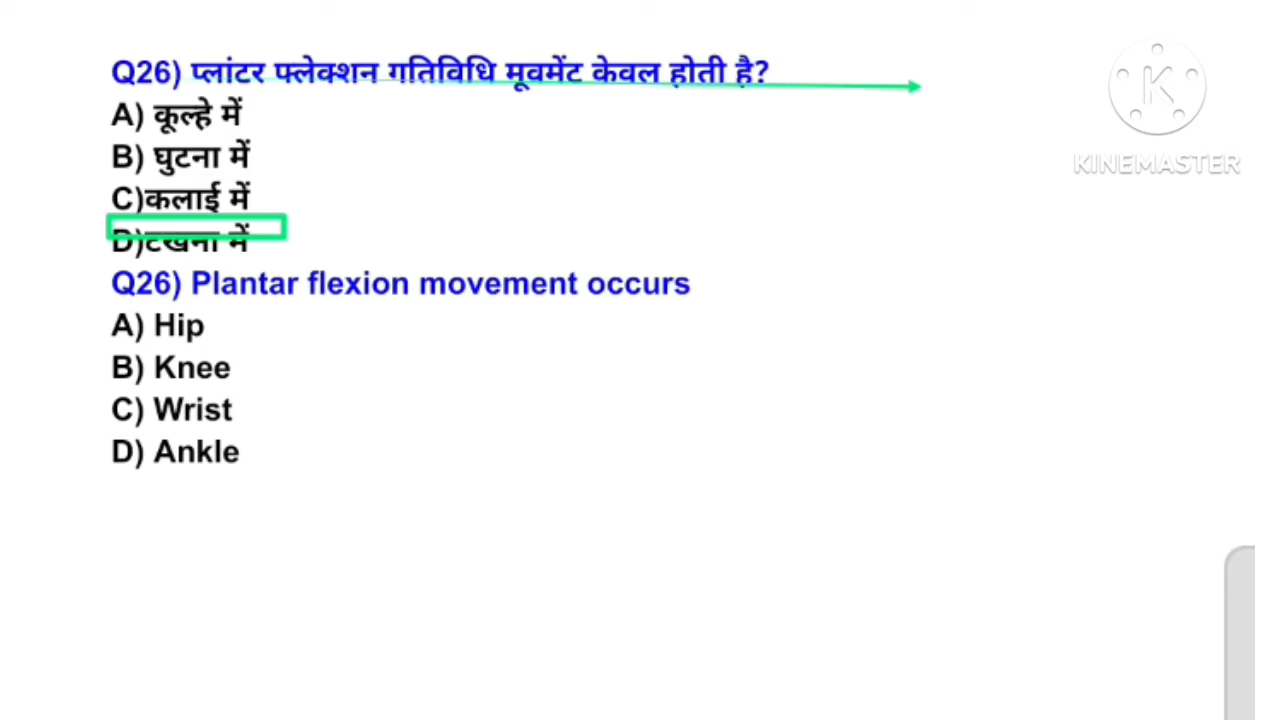 Q26) प्लांटर फ्लेक्शन गतिविधि मूवमेंट केवल होती है?
A) कूल्हे में
B) घुटना में
C)कलाई में
D)टखना में
Q26) Plantar flexion movement occurs
A) Hip
B) Knee
C) Wrist
D) Ankle
K
KINEMASTER